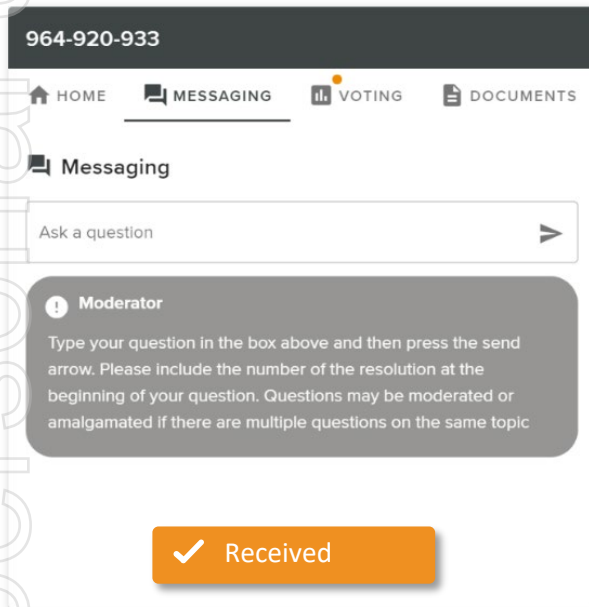 964-920-933
HOME MESSAGING VOTING DOCUMENTS
Messaging
Ask a question
Moderator
Type your question in the box above and then press the send
arrow. Please include the number of the resolution at the
beginning of your question. Questions may be moderated or
amalgamated if there are multiple questions on the same topic
Received